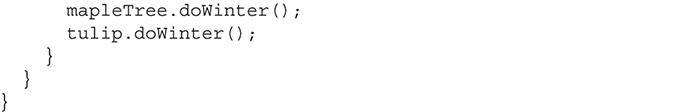 mapleTree.doWinter();
      tulip.doWinter();
    }
  }
}